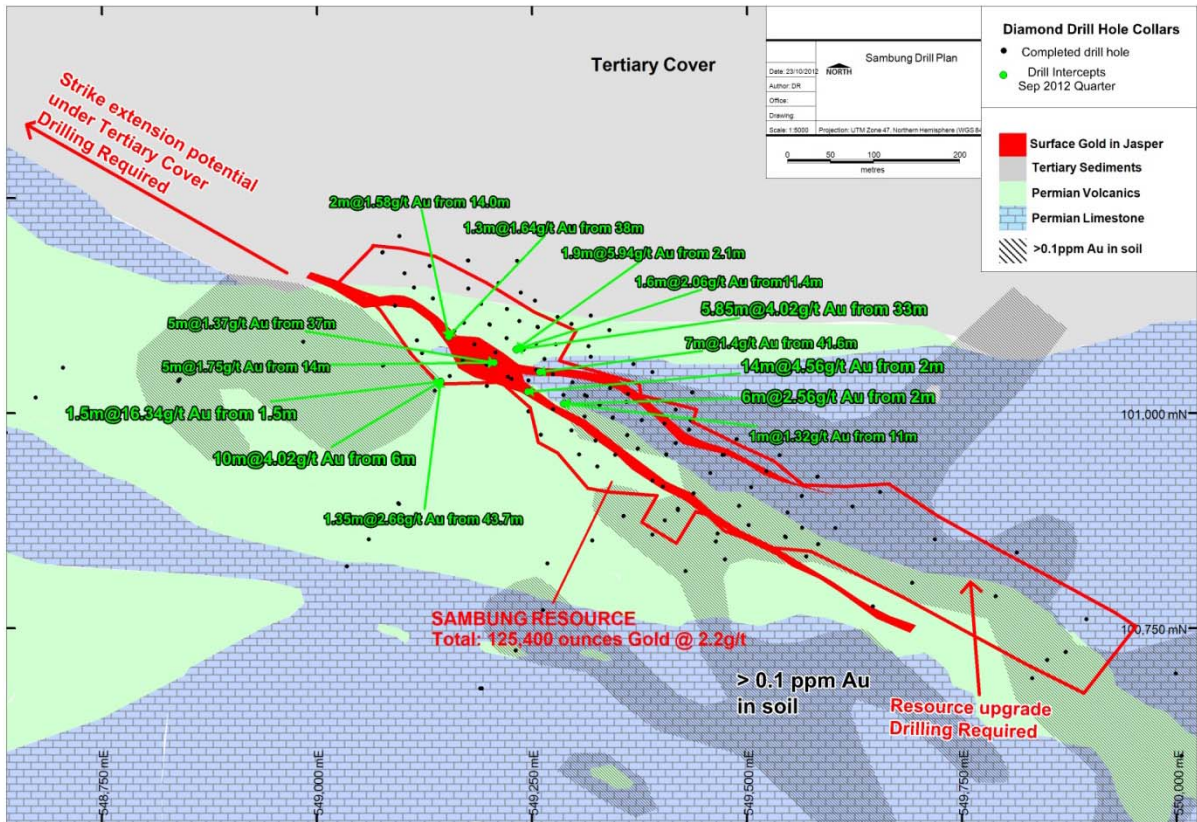 Tertiary Cover
Strike extension potential
under Tertiary Cover
Drilling Required
Sambung Drill Plan
NORTH
Date: 23/10/2012
Author: DR
Office:
Drawing:
Scale: 1:5000
Projection: UTM Zone 47, Northern Hemisphere (WGS 84
0 50 100 200
metres
Diamond Drill Hole Collars
Completed drill hole
Drill Intercepts
Sep 2012 Quarter
Surface Gold in Jasper
Tertiary Sediments
Permian Volcanics
Permian Limestone
>0.1ppm Au in soil
2m@1.58g/t Au from 14.0m
1.3m@1.64g/t Au from 38m
1.9m@5.94g/t Au from 2.1m
1.6m@2.06g/t Au from11.4m
5.85m@4.02g/t Au from 33m
5m@1.37g/t Au from 37m
7m@1.4g/t Au from 41.6m
5m@1.75g/t Au from 14m
14m@4.56g/t Au from 2m
6m@2.56g/t Au from 2m
1.5m@16.34g/t Au from 1.5m
1m@1.32g/t Au from 11m
10m@4.02g/t Au from 6m
1.35m@2.66g/t Au from 43.7m
101,000 mN
SAMBUNG RESOURCE
Total: 125,400 ounces Gold @ 2.2g/t
100,750 mN
> 0.1 ppm Au
in soil
Resource upgrade
Drilling Required
548,750 mE
549,000 mE
549,250 mE
549,500 mE
549,750 mE
550,000 mE